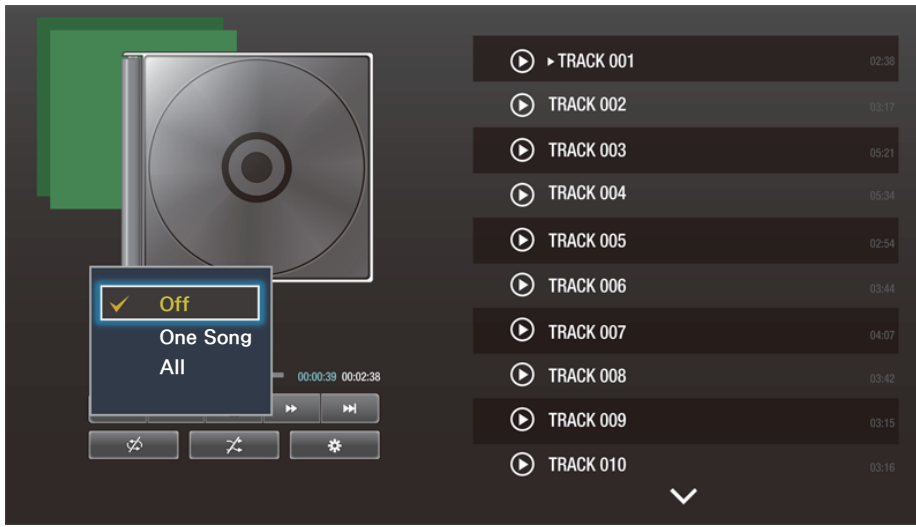 Off
One Song
All
00:00:39 00:02:38
TRACK 001 02:38
TRACK 002 03:17
TRACK 003 05:21
TRACK 004 05:34
TRACK 005 02:54
TRACK 006 03:44
TRACK 007 04:07
TRACK 008 03:42
TRACK 009 03:15
TRACK 010 03:16